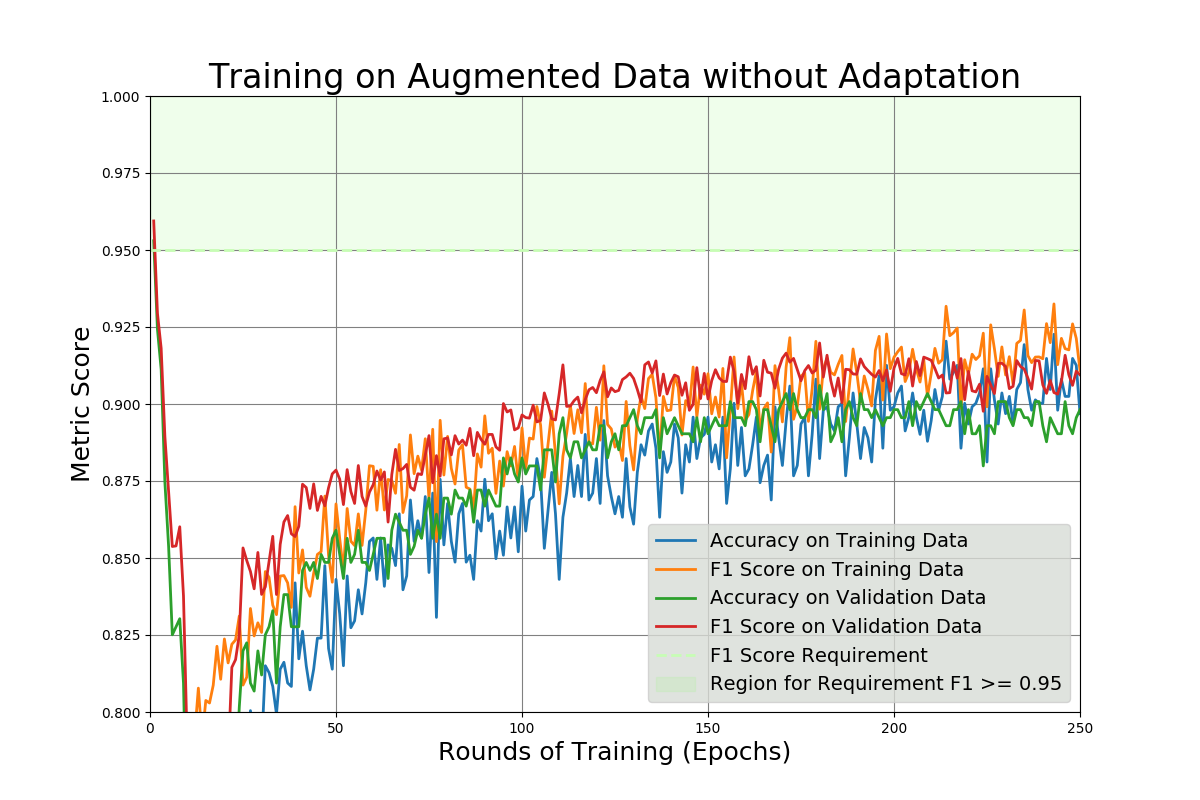 Training on Augmented Data without Adaptation
1.000
0.975
0.950
0.925
0.900
0.875
0.850
0.825
0.800
Metric Score
Accuracy on Training Data
F1 Score on Training Data
Accuracy on Validation Data
F1 Score on Validation Data
F1 Score Requirement
Region for Requirement F1 >= 0.95
0 50 100 150 200 250
Rounds of Training (Epochs)